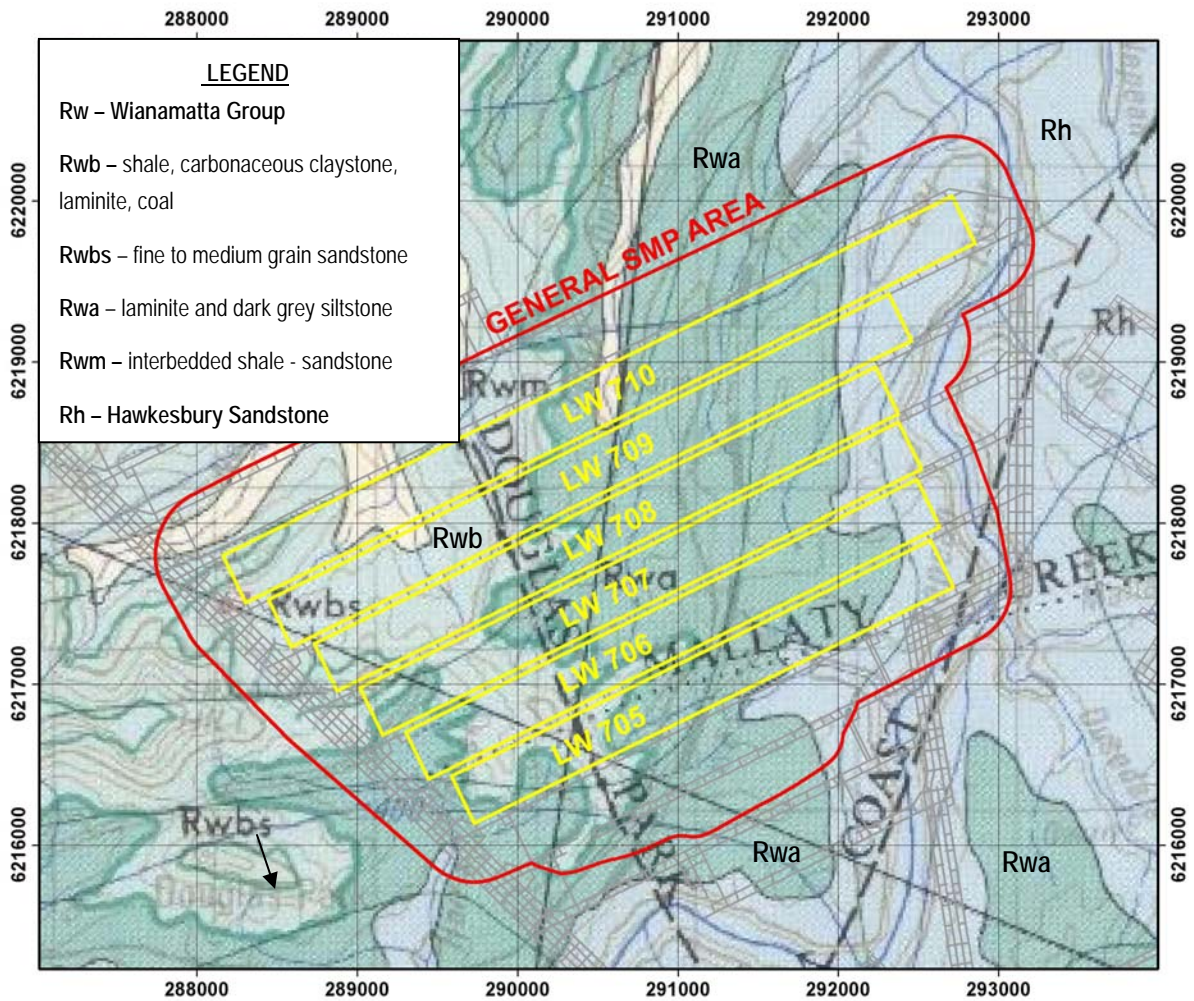 288000 289000 290000 291000 292000 293000
LEGEND
Rw – Wianamatta Group
Rwb – shale, carbonaceous claystone,
laminite, coal
Rwbs – fine to medium grain sandstone
Rwa – laminite and dark grey siltstone
Rwm – interbedded shale - sandstone
Rh – Hawkesbury Sandstone
Rh
Rwa
6220000
6220000
GENERAL SMP AREA
Rh
6219000
6219000
Rwm
LW 710
LW 709
DOUGLAS
6218000
6218000
LW 708
Rwb
CREEK
Rwa
LW 707
Rwbs
MALLATY
6217000
6217000
LW 706
LW 705
PARK
COAST
Rwbs
6216000
6216000
Rwa
Rwa
288000 289000 290000 291000 292000 293000